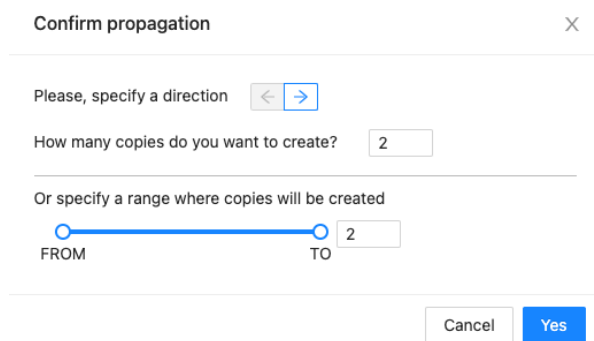 Confirm propagation
Please, specify a direction
How many copies do you want to create? 2
Or specify a range where copies will be created
2
FROM TO
Cancel Yes